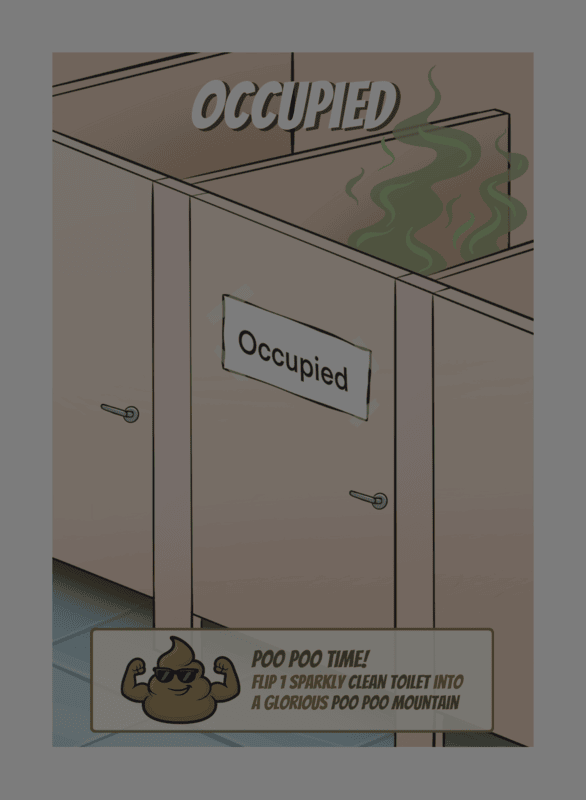 OCCUPIED
Occupied
POO POO TIME!
FLIP 1 SPARKLY CLEAN TOILET INTO
A GLORIOUS POO POO MOUNTAIN